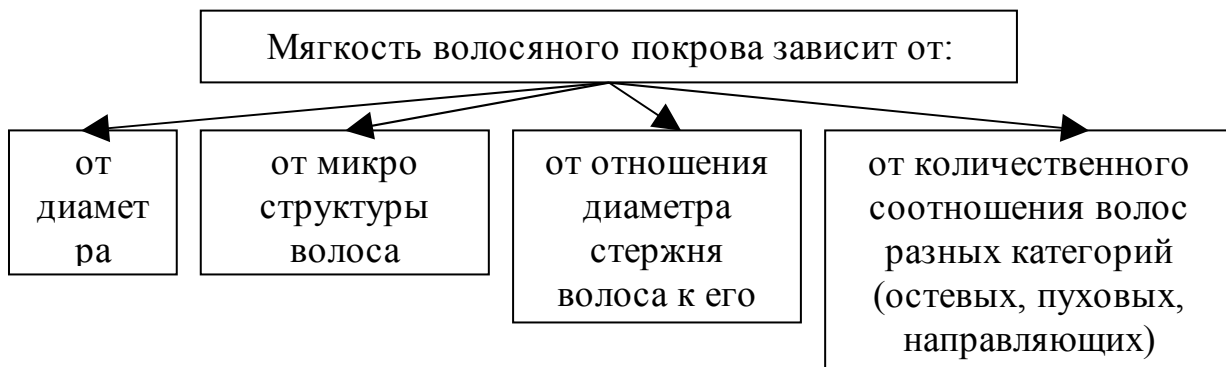 Мягкость волосяного покрова зависит от:
от
диамет
ра
от микро
структуры
волоса
от отношения
диаметра
стержня
волоса к его
от количественного
соотношения волос
разных категорий
(остевых, пуховых,
направляющих)